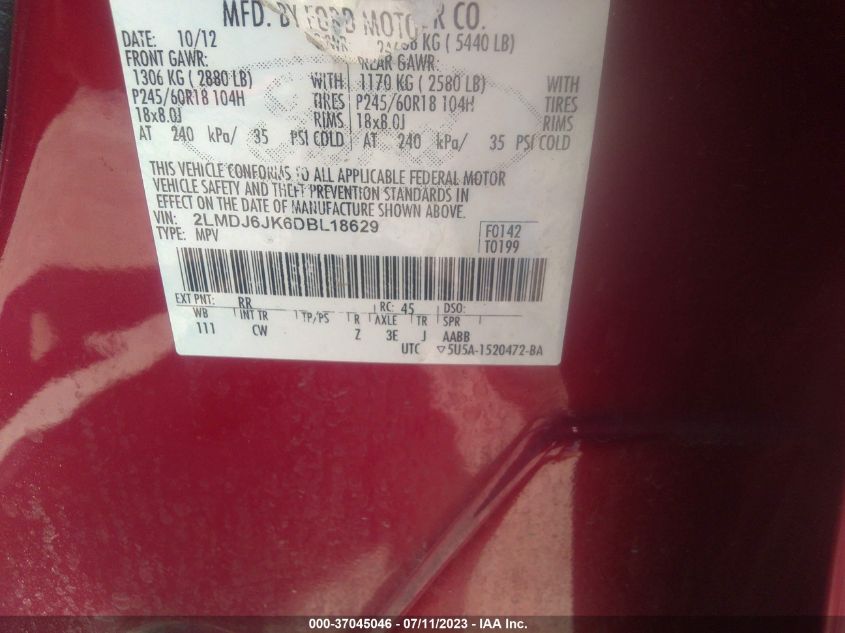 MFD. BY FORD MOTOR CO.
DATE: 10/12 GVWR: KG ( 5440 LB)
FRONT GAWR: REAR GAWR:
1306 KG ( 2880 LB) WITH 1170 KG ( 2580 LB) WITH
P245/60R18 104H TIRES P245/60R18 104H TIRES
18x8.0J RIMS 18x8.0J RIMS
AT 240 kPa/ 35 PSI COLD AT 240 kPa/ 35 PSI COLD
THIS VEHICLE CONFORMS TO ALL APPLICABLE FEDERAL MOTOR
VEHICLE SAFETY AND THEFT PREVENTION STANDARDS IN
EFFECT ON THE DATE OF MANUFACTURE SHOWN ABOVE.
VIN: 2LMDJ6JK6DBL18629 F0142
TYPE: MPV T0199
EXT PNT: RR RC: 45 DSO:
WB INT TR TP/PS R AXLE TR SPR
111 CW Z 3E J AABB
UTC ▽5U5A-1520472-BA
000-37045046 - 07/11/2023 - IAA Inc.